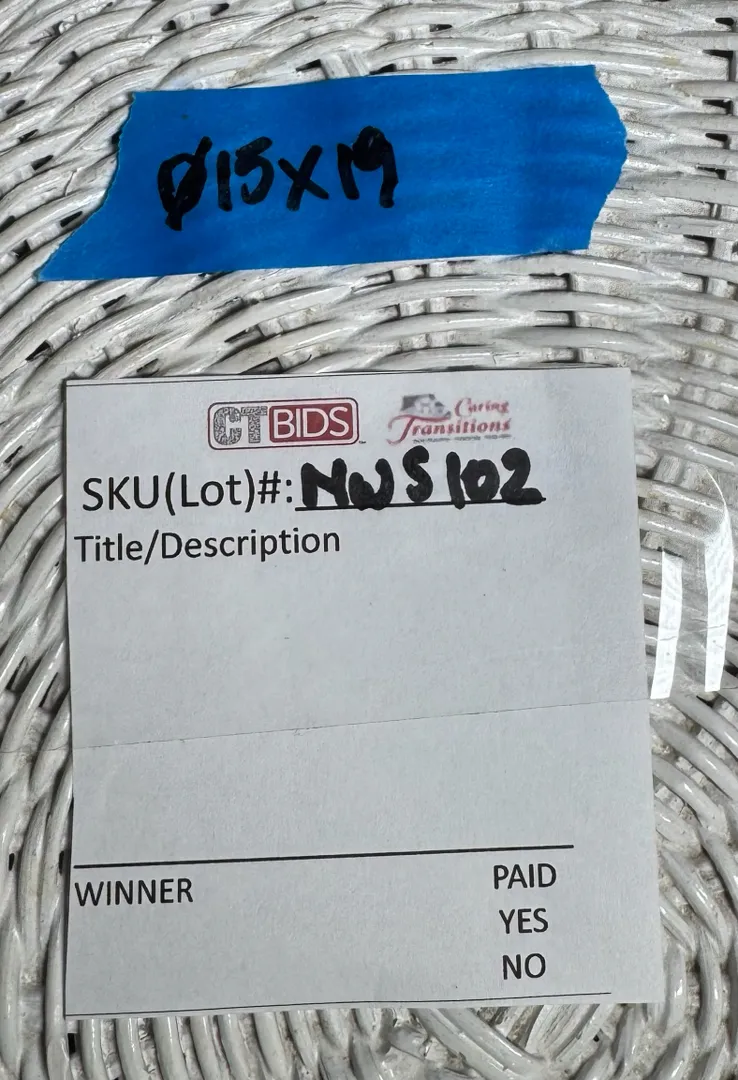 Ø15X19
CTBIDS
Caring
Transitions
SKU(Lot)#: NWS102
Title/Description
WINNER
PAID
YES
NO